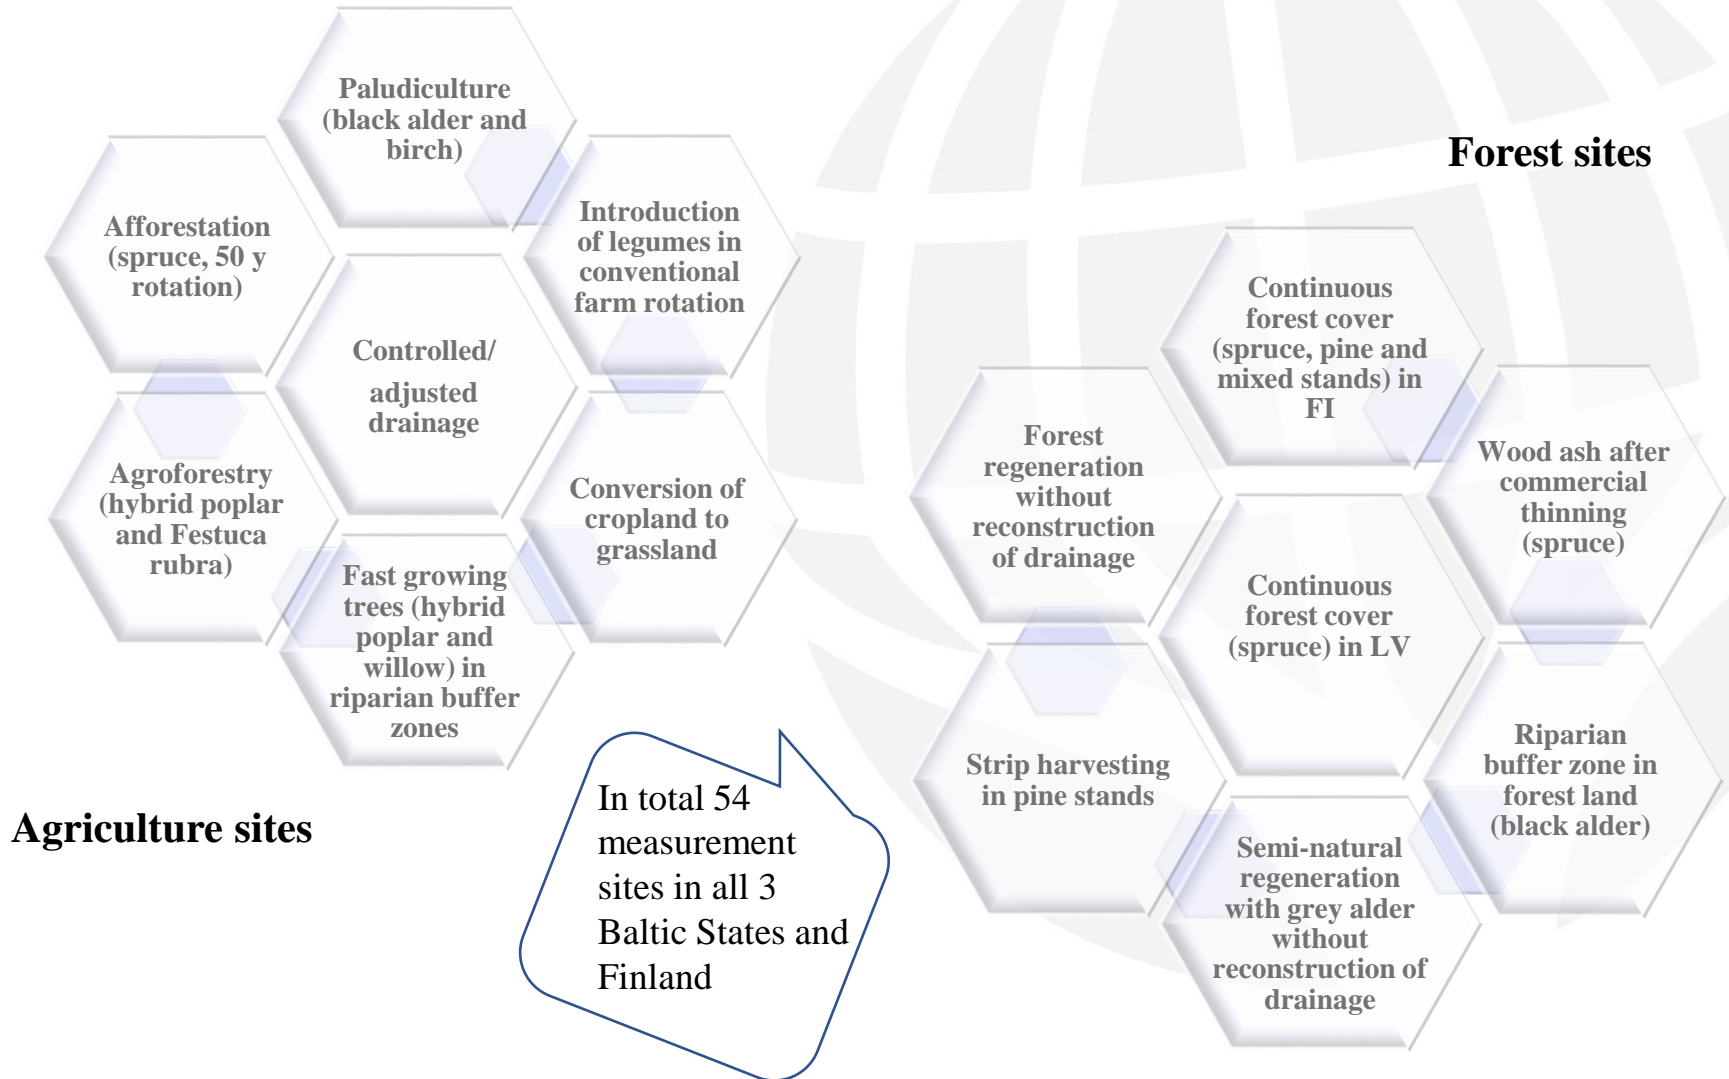 Paludiculture
(black alder and
birch)
Afforestation
(spruce, 50 y
rotation)
Introduction
of legumes in
conventional
farm rotation
Controlled/
adjusted
drainage
Agroforestry
(hybrid poplar
and Festuca
rubra)
Conversion of
cropland to
grassland
Fast growing
trees (hybrid
poplar and
willow) in
riparian buffer
zones
Agriculture sites
In total 54
measurement
sites in all 3
Baltic States and
Finland
Forest sites
Continuous
forest cover
(spruce, pine and
mixed stands) in
FI
Forest
regeneration
without
reconstruction
of drainage
Wood ash after
commercial
thinning
(spruce)
Continuous
forest cover
(spruce) in LV
Strip harvesting
in pine stands
Riparian
buffer zone in
forest land
(black alder)
Semi-natural
regeneration
with grey alder
without
reconstruction of
drainage